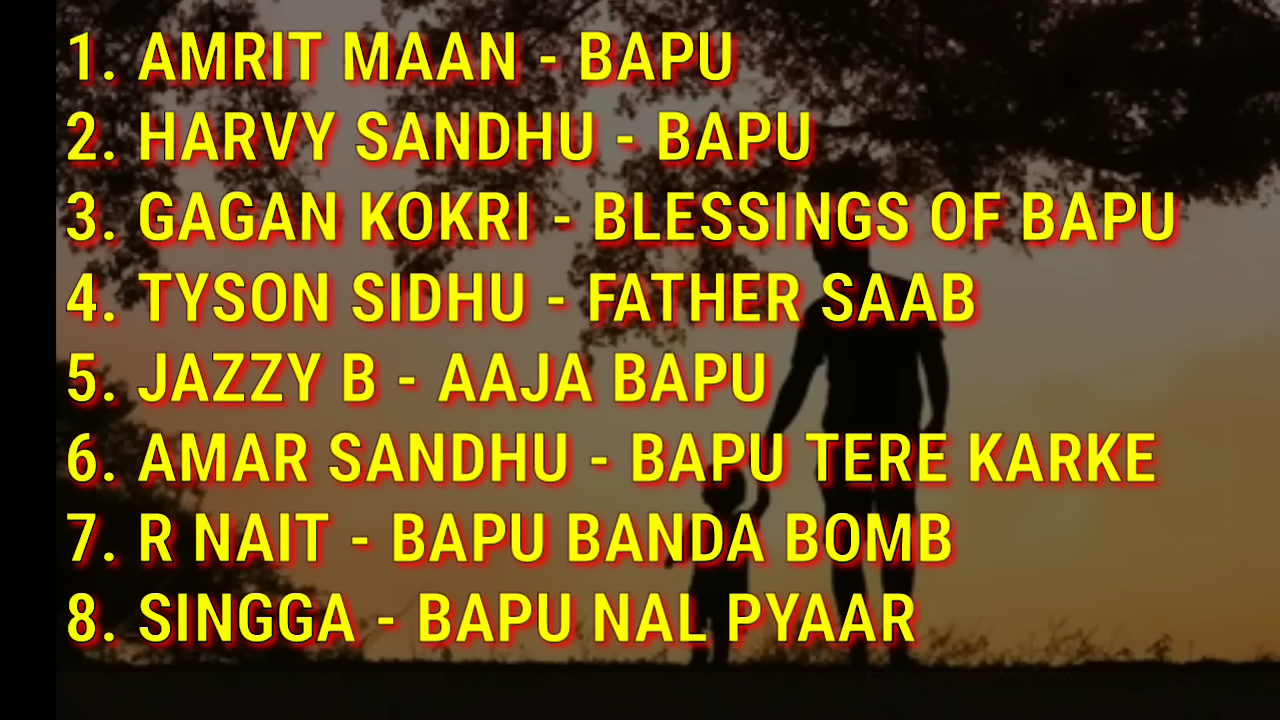 1. AMRIT MAAN - BAPU
2. HARVY SANDHU - BAPU
3. GAGAN KOKRI - BLESSINGS OF BAPU
4. TYSON SIDHU - FATHER SAAB
5. JAZZY B - AAJA BAPU
6. AMAR SANDHU - BAPU TERE KARKE
7. R NAIT - BAPU BANDA BOMB
8. SINGGA - BAPU NAL PYAAR